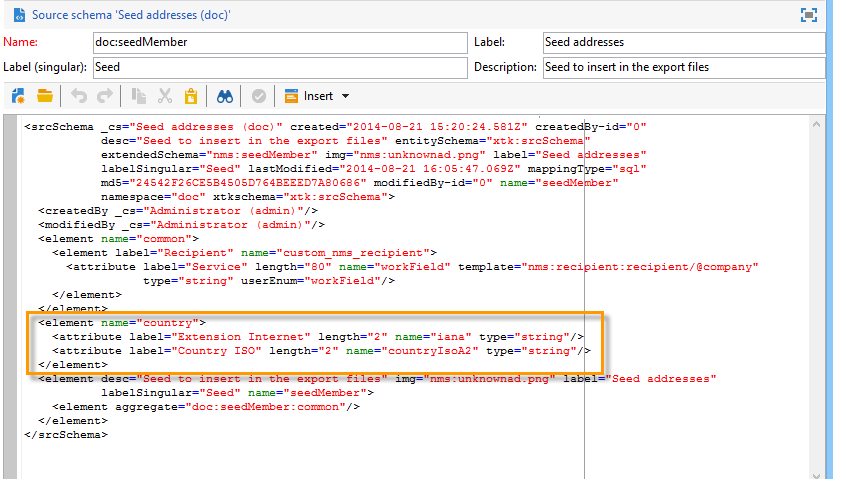 Source schema 'Seed addresses (doc)'
Name: doc:seedMember Label: Seed addresses
Label (singular): Seed Description: Seed to insert in the export files
Insert
<srcSchema _cs="Seed addresses (doc)" created="2014-08-21 15:20:24.581Z" createdBy-id="0"
desc="Seed to insert in the export files" entitySchema="xtk:srcSchema"
extendedSchema="nms:seedMember" img="nms:unknownad.png" label="Seed addresses"
labelSingular="Seed" lastModified="2014-08-21 16:05:47.069Z" mappingType="sql"
md5="24542F26CE5B4505D764BEEED7A80686" modifiedBy-id="0" name="seedMember"
namespace="doc" xtkschema="xtk:srcSchema">
<createdBy _cs="Administrator (admin)"/>
<modifiedBy _cs="Administrator (admin)"/>
<element name="common">
<element label="Recipient" name="custom_nms_recipient">
<attribute label="Service" length="80" name="workField" template="nms:recipient:recipient/@company"
type="string" userEnum="workField"/>
</element>
</element>
<element name="country">
<attribute label="Extension Internet" length="2" name="iana" type="string"/>
<attribute label="Country ISO" length="2" name="countryIsoA2" type="string"/>
</element>
<element desc="Seed to insert in the export files" img="nms:unknownad.png" label="Seed addresses"
labelSingular="Seed" name="seedMember">
<element aggregate="doc:seedMember:common"/>
</element>
</srcSchema>